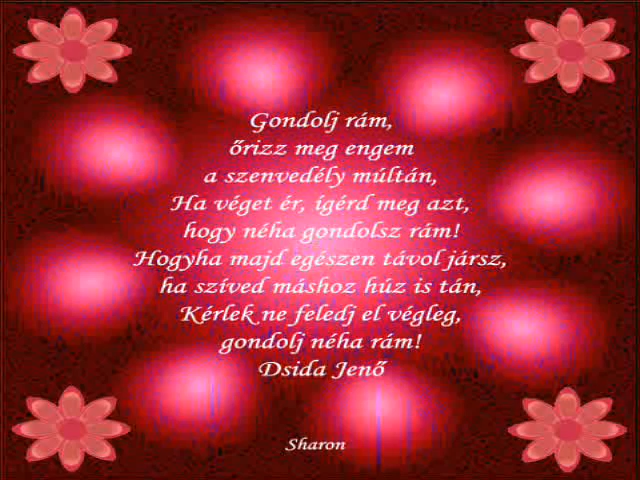 Gondolj rám,
őrizz meg engem
a szenvedély múltán,
Ha véget ér, ígérd meg azt,
hogy néha gondolsz rám!
Hogyha majd egészen távol jársz,
ha szíved máshoz húz is tán,
Kérlek ne feledj el végleg,
gondolj néha rám!
Dsida Jenő
Sharon